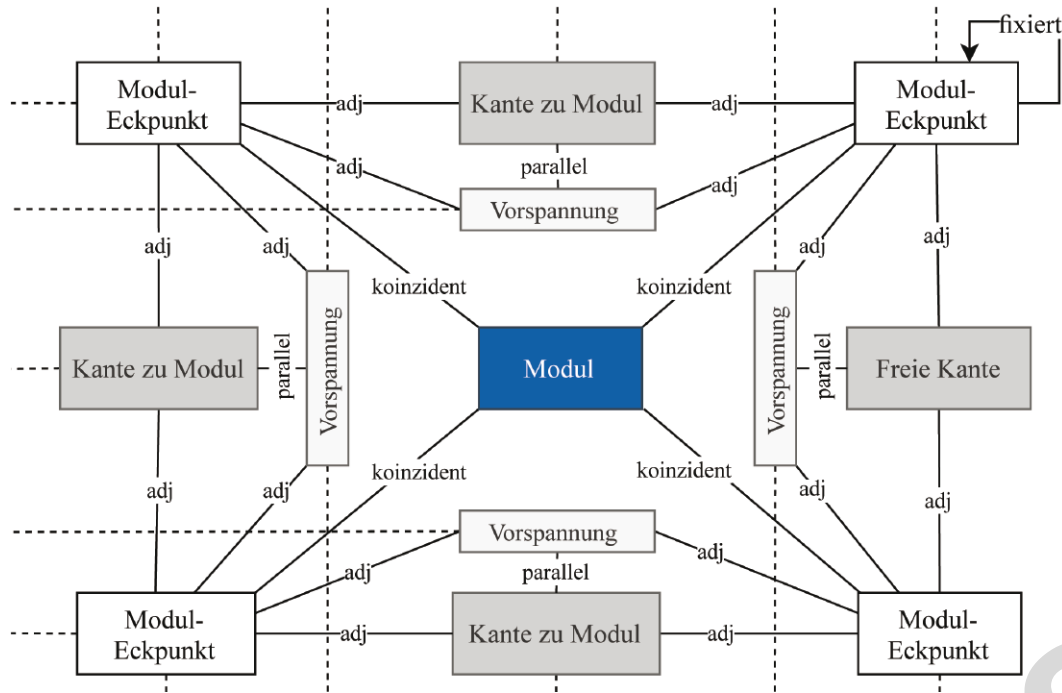 fixiert
Modul-
Eckpunkt
adj
Kante zu Modul
adj
Modul-
Eckpunkt
adj
parallel
adj
Vorspannung
adj
adj
adj
adj
koinzident
koinzident
Kante zu Modul
parallel
Vorspannung
Modul
Vorspannung
parallel
Freie Kante
koinzident
koinzident
adj
adj
adj
adj
Vorspannung
adj
adj
parallel
Modul-
Eckpunkt
adj
Kante zu Modul
adj
Modul-
Eckpunkt